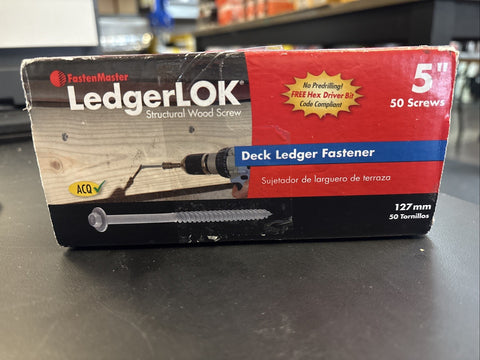 FastenMaster
LedgerLOK®
Structural Wood Screw
No Predrilling!
FREE Hex Driver Bit
Code Compliant
5"
50 Screws
Deck Ledger Fastener
Sujetador de larguero de terraza
ACQ
127mm
50 Tornillos